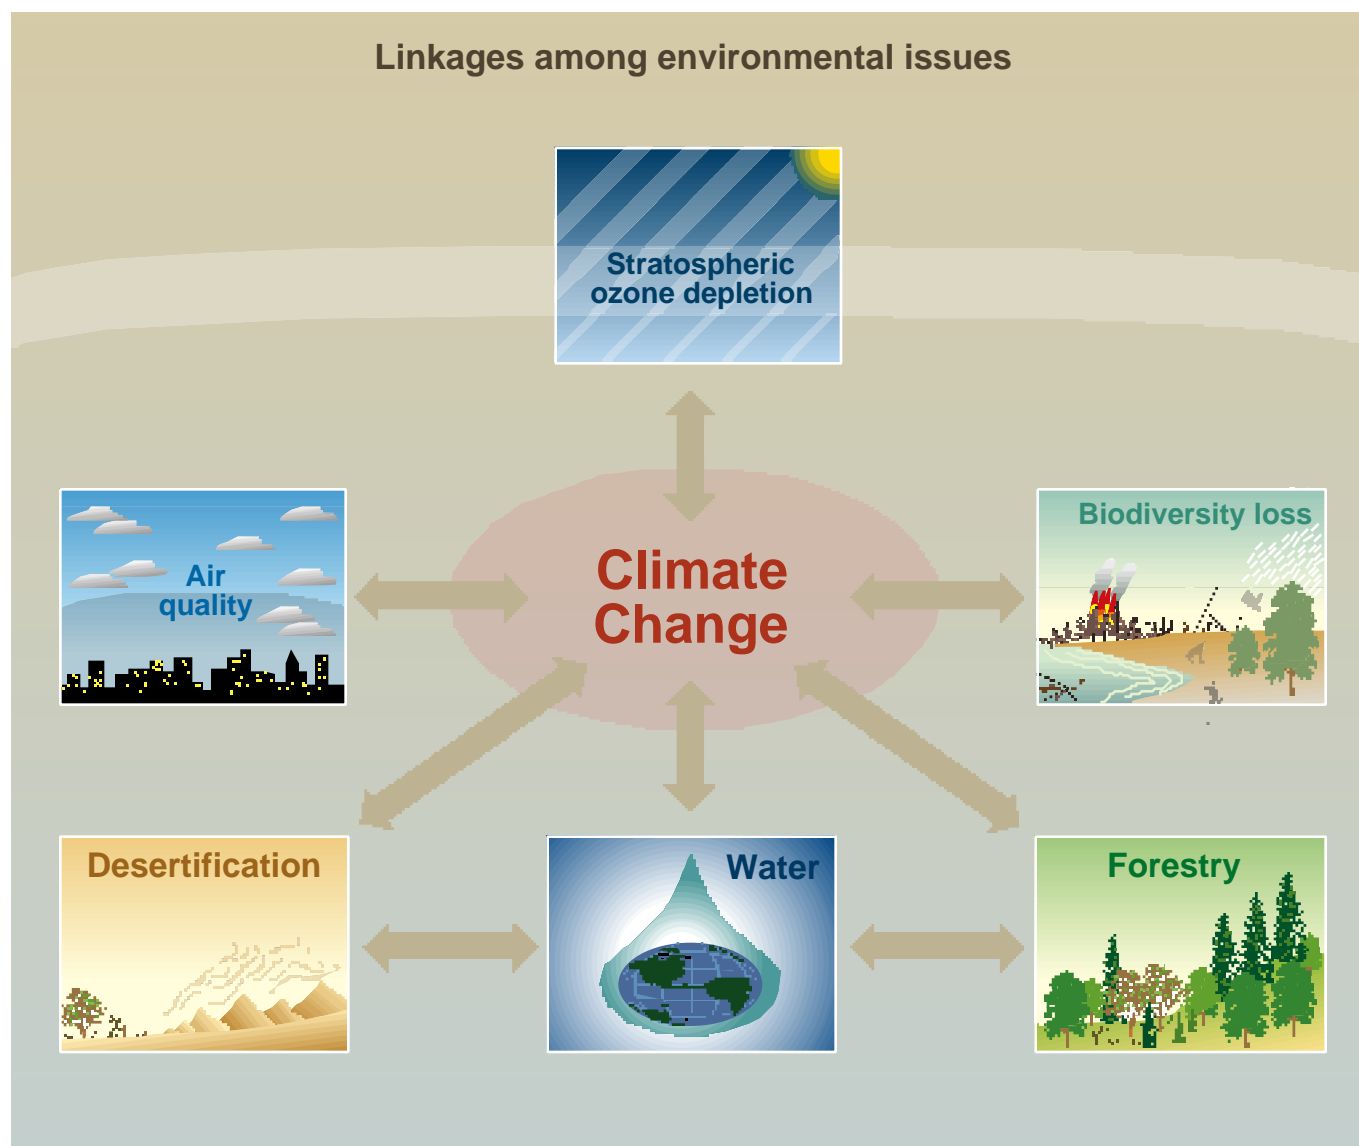 Linkages among environmental issues
Stratospheric
ozone depletion
Air
quality
Climate
Change
Biodiversity loss
Desertification
Water
Forestry